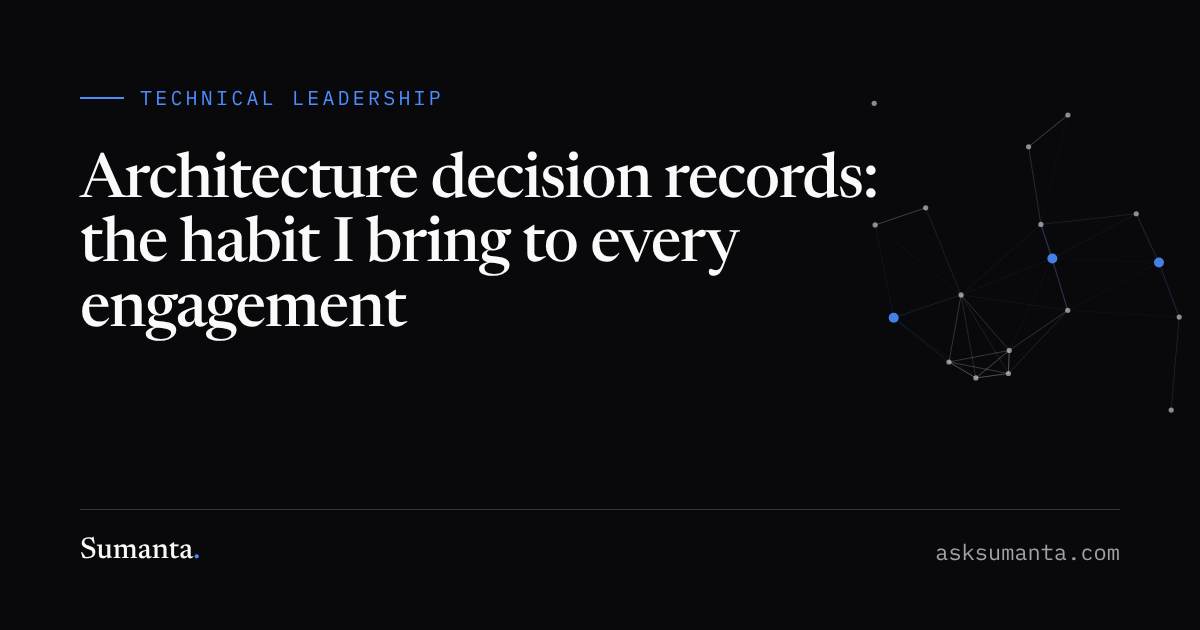 TECHNICAL LEADERSHIP
Architecture decision records:
the habit I bring to every
engagement
Sumanta.
asksumanta.com